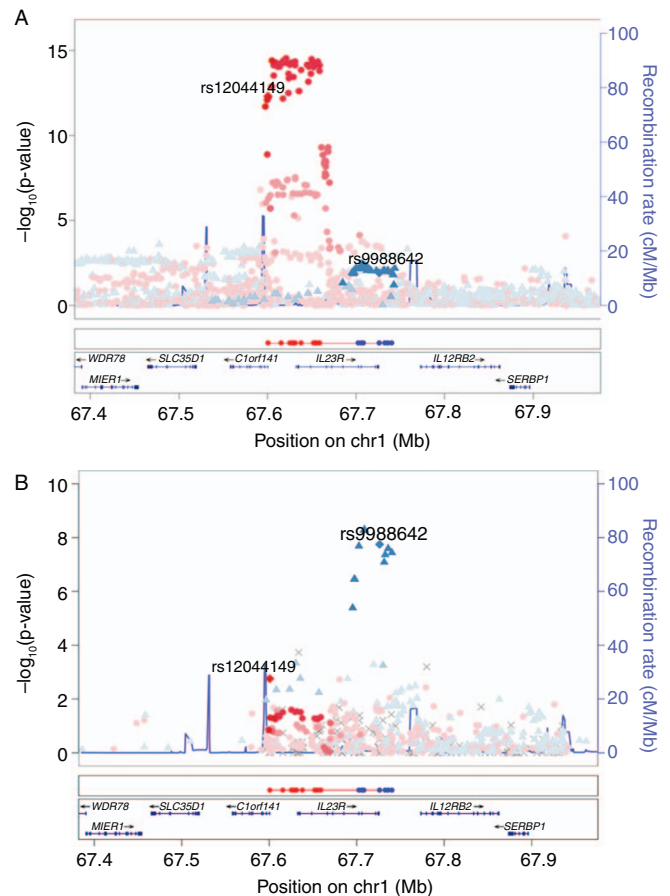 A
15
10
5
0
−log10(p-value)
100
80
60
40
20
0
Recombination rate (cM/Mb)
rs12044149
rs9988642
WDR78 SLC35D1 C1orf141 IL23R IL12RB2
MIER1 SERBP1
67.4 67.5 67.6 67.7 67.8 67.9
Position on chr1 (Mb)
B
10
8
6
4
2
0
−log10(p-value)
100
80
60
40
20
0
Recombination rate (cM/Mb)
rs9988642
rs12044149
WDR78 SLC35D1 C1orf141 IL23R IL12RB2
MIER1 SERBP1
67.4 67.5 67.6 67.7 67.8 67.9
Position on chr1 (Mb)